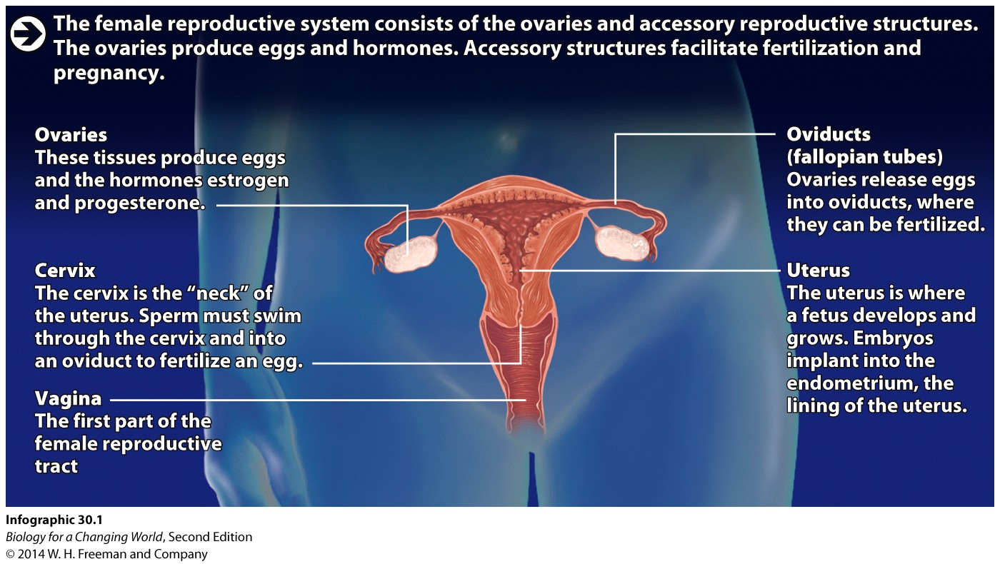 The female reproductive system consists of the ovaries and accessory reproductive structures.
The ovaries produce eggs and hormones. Accessory structures facilitate fertilization and
pregnancy.
Ovaries
These tissues produce eggs
and the hormones estrogen
and progesterone.
Cervix
The cervix is the “neck” of
the uterus. Sperm must swim
through the cervix and into
an oviduct to fertilize an egg.
Vagina
The first part of the
female reproductive
tract
Oviducts
(fallopian tubes)
Ovaries release eggs
into oviducts, where
they can be fertilized.
Uterus
The uterus is where
a fetus develops and
grows. Embryos
implant into the
endometrium, the
lining of the uterus.
Infographic 30.1
Biology for a Changing World, Second Edition
© 2014 W. H. Freeman and Company